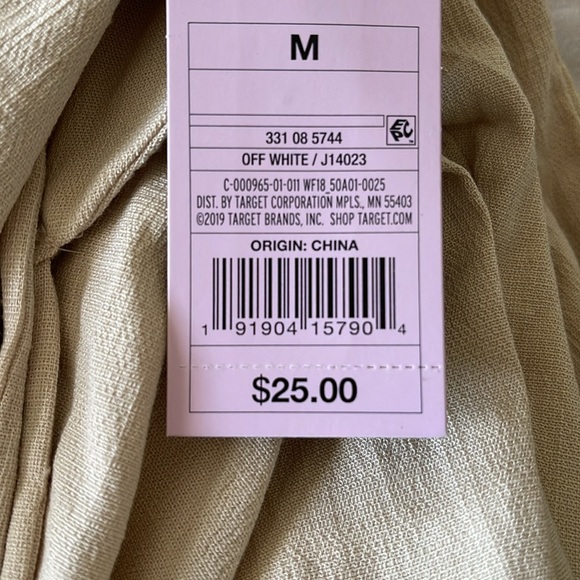 M
EPC
331 08 5744
OFF WHITE / J14023
C-000965-01-011 WF18_50A01-0025
DIST. BY TARGET CORPORATION MPLS., MN 55403
©2019 TARGET BRANDS, INC. SHOP TARGET.COM
ORIGIN: CHINA
1 91904 15790 4
$25.00